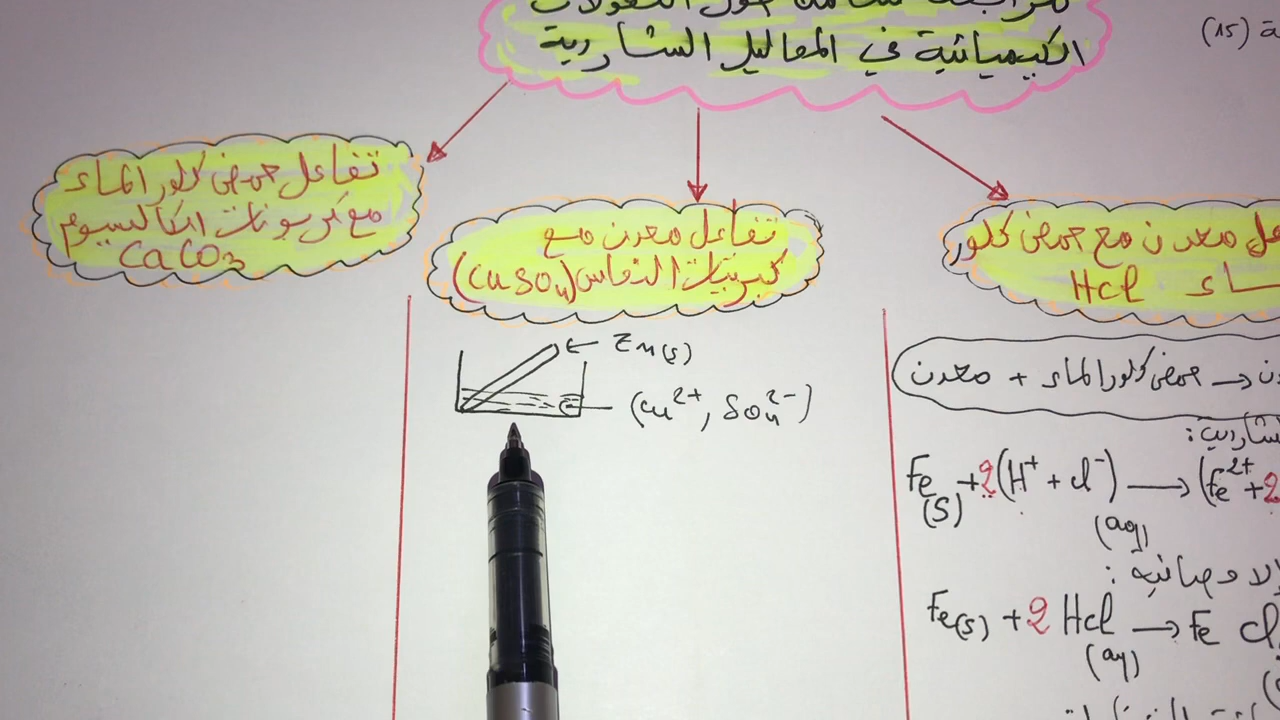 الكيميائية في المحاليل الشاردية
(15)
معدن مع حمض كلور
HCl
معدن + حمض كلور الماء →
Fe(s) + 2(H⁺ + Cl⁻)(aq) → (Fe²⁺ + 2
Fe(s) + 2 HCl(aq) → Fe Cl
تفاعل معدن مع
كبريتات النحاس (CuSO₄)
Zn(s)
(Cu²⁺, SO₄²⁻)
تفاعل حمض كلور الماء
مع كربونات الكالسيوم
CaCO₃